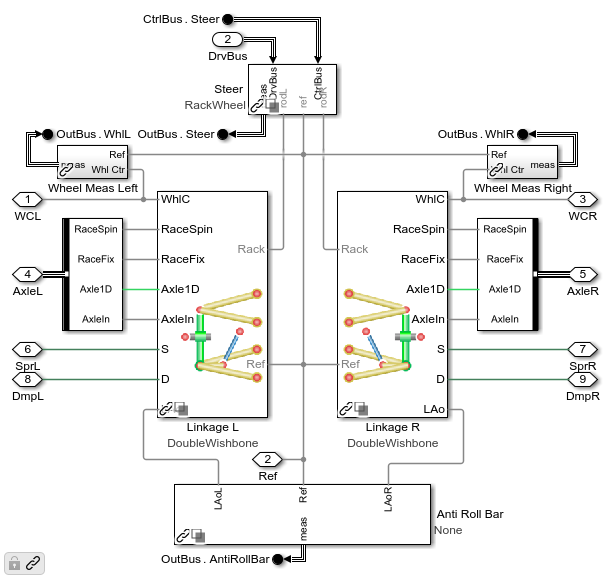 CtrlBus . Steer
2
DrvBus
Steer
RackWheel
meas
DrvBus
rodL
ref
CtrlBus
rodR
OutBus . WhlL
OutBus . Steer
OutBus . WhlR
Ref
meas
Whl Ctr
Wheel Meas Left
Ref
Whl Ctr
meas
Wheel Meas Right
1
WCL
WhlC
WhlC
3
WCR
RaceSpin
RaceSpin
RaceSpin
RaceSpin
Rack
Rack
RaceFix
RaceFix
RaceFix
RaceFix
4
AxleL
5
AxleR
Axle1D
Axle1D
Axle1D
Axle1D
AxleIn
AxleIn
AxleIn
AxleIn
6
SprL
S
S
7
SprR
Ref
Ref
8
DmpL
D
D
9
DmpR
LAo
Linkage L
DoubleWishbone
Linkage R
DoubleWishbone
2
Ref
LAoL
Ref
LAoR
meas
Anti Roll Bar
None
OutBus . AntiRollBar